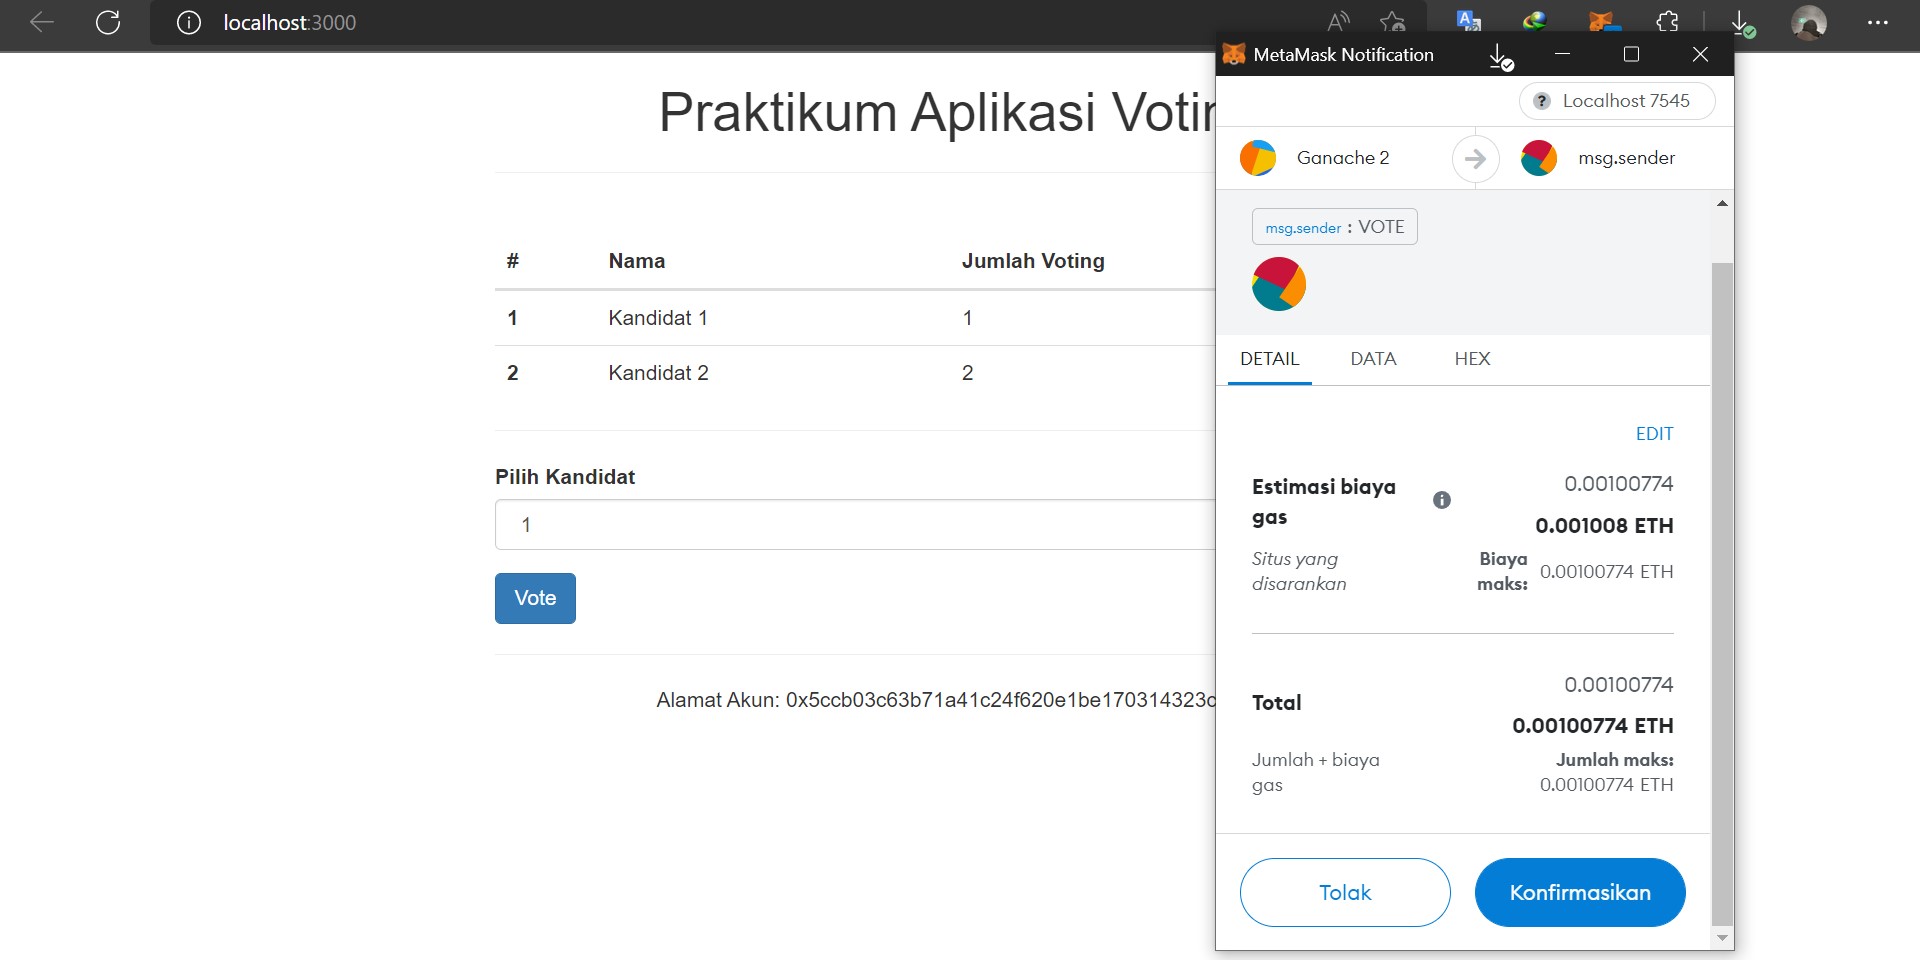 localhost:3000
MetaMask Notification
Localhost 7545
Ganache 2
msg.sender
msg.sender : VOTE
DETAIL DATA HEX
EDIT
Estimasi biaya gas
0.00100774
0.001008 ETH
Situs yang disarankan
Biaya maks: 0.00100774 ETH
Total
0.00100774
0.00100774 ETH
Jumlah + biaya gas
Jumlah maks:
0.00100774 ETH
Tolak
Konfirmasikan
Praktikum Aplikasi
# Nama Jumlah Voting
1 Kandidat 1 1
2 Kandidat 2 2
Pilih Kandidat
1
Vote
Alamat Akun: 0x5ccb03c63b71a41c24f620e1be170314323c